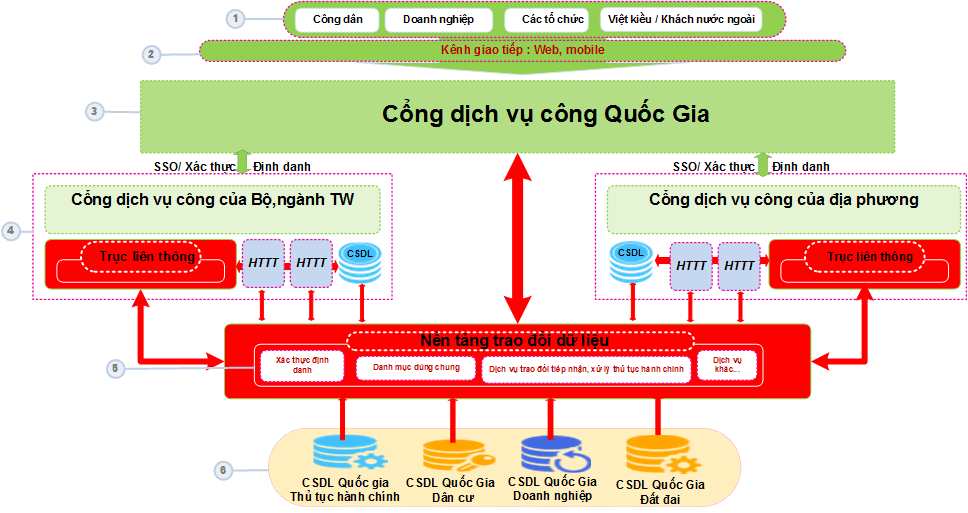 1
Công dân
Doanh nghiệp
Các tổ chức
Việt kiều / Khách nước ngoài
2
Kênh giao tiếp : Web, mobile
3
Cổng dịch vụ công Quốc Gia
SSO/ Xác thực
Định danh
SSO/ Xác thực
Định danh
4
Cổng dịch vụ công của Bộ,ngành TW
Trục liên thông
HTTT
HTTT
CSDL
Cổng dịch vụ công của địa phương
CSDL
HTTT
HTTT
Trục liên thông
5
Nền tảng trao đổi dữ liệu
Xác thực định
danh
Danh mục dùng chung
Dịch vụ trao đổi tiếp nhận, xử lý thủ tục hành chính
Dịch vụ
khác...
6
CSDL Quốc gia
Thủ tục hành chính
CSDL Quốc Gia
Dân cư
CSDL Quốc Gia
Doanh nghiệp
CSDL Quốc Gia
Đất đai